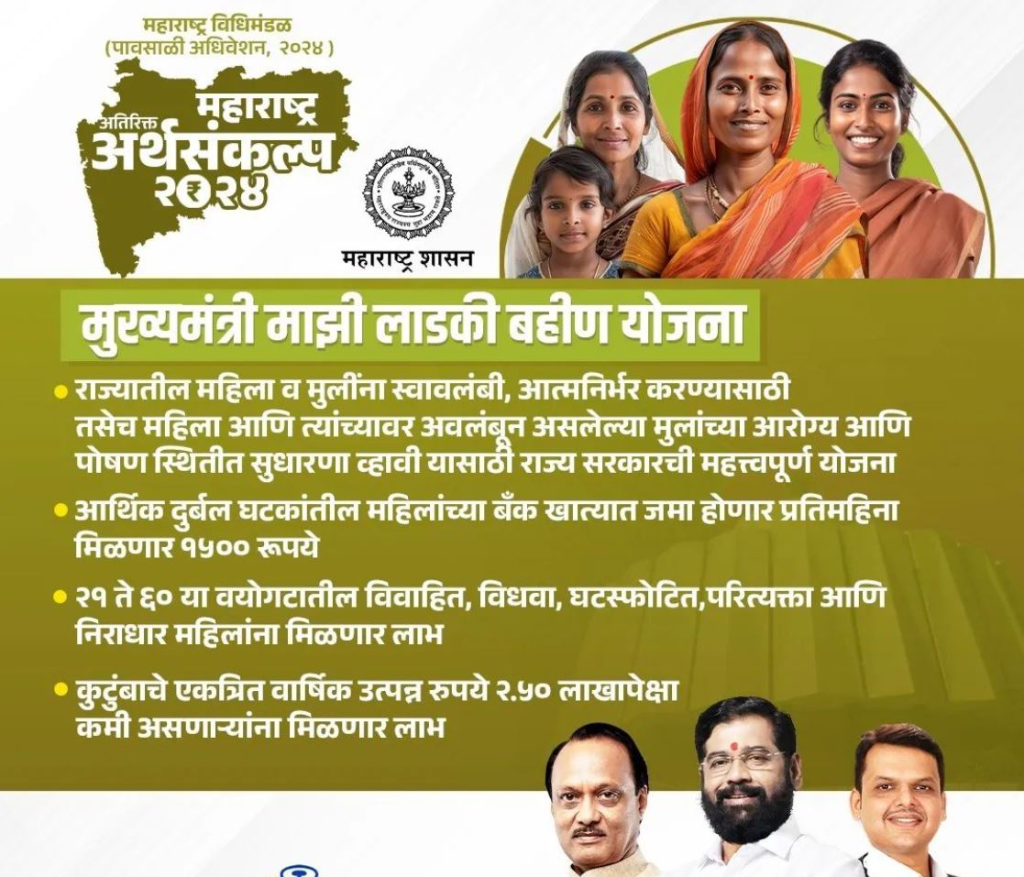 महाराष्ट्र विधिमंडळ
(पावसाळी अधिवेशन, २०२४ )
महाराष्ट्र
अतिरिक्त
अर्थसंकल्प
२०२४
महाराष्ट्र शासन
मुख्यमंत्री माझी लाडकी बहीण योजना
राज्यातील महिला व मुलींना स्वावलंबी, आत्मनिर्भर करण्यासाठी
तसेच महिला आणि त्यांच्यावर अवलंबून असलेल्या मुलांच्या आरोग्य आणि
पोषण स्थितीत सुधारणा व्हावी यासाठी राज्य सरकारची महत्त्वपूर्ण योजना
आर्थिक दुर्बल घटकांतील महिलांच्या बँक खात्यात जमा होणार प्रतिमहिना
मिळणार १५०० रूपये
२१ ते ६० या वयोगटातील विवाहित, विधवा, घटस्फोटित,परित्यक्ता आणि
निराधार महिलांना मिळणार लाभ
कुटुंबाचे एकत्रित वार्षिक उत्पन्न रुपये २.५० लाखापेक्षा
कमी असणाऱ्यांना मिळणार लाभ